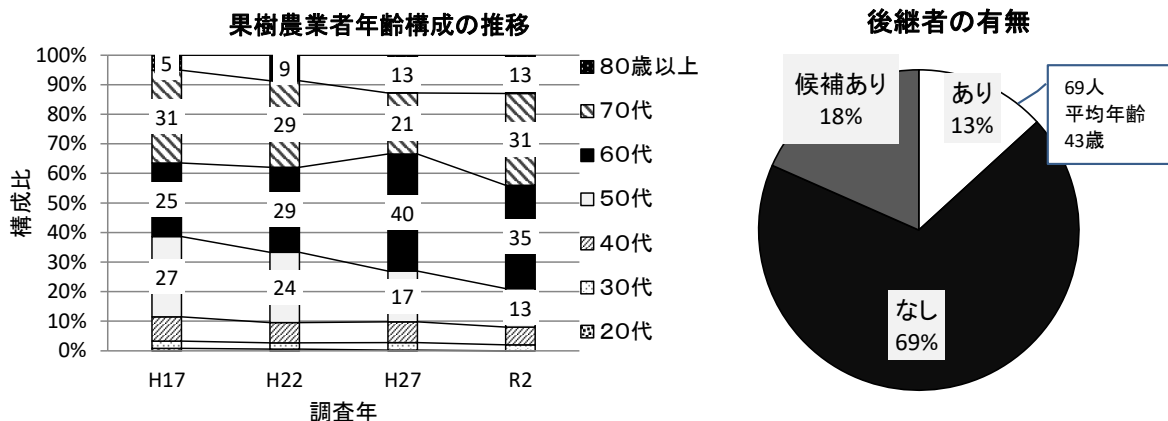 果樹農業者年齢構成の推移
構成比
100%
90%
80%
70%
60%
50%
40%
30%
20%
10%
0%
5
9
13
13
31
29
21
31
25
29
40
35
27
24
17
13
H17
H22
H27
R2
調査年
80歳以上
70代
60代
50代
40代
30代
20代
後継者の有無
候補あり
18%
あり
13%
69人
平均年齢
43歳
なし
69%